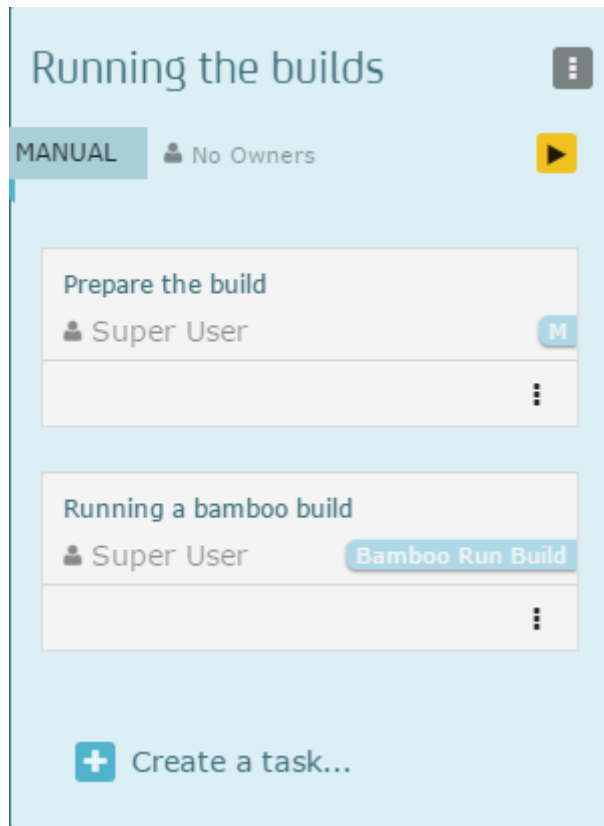 Running the builds
MANUAL No Owners
Prepare the build
Super User M
Running a bamboo build
Super User Bamboo Run Build
Create a task...